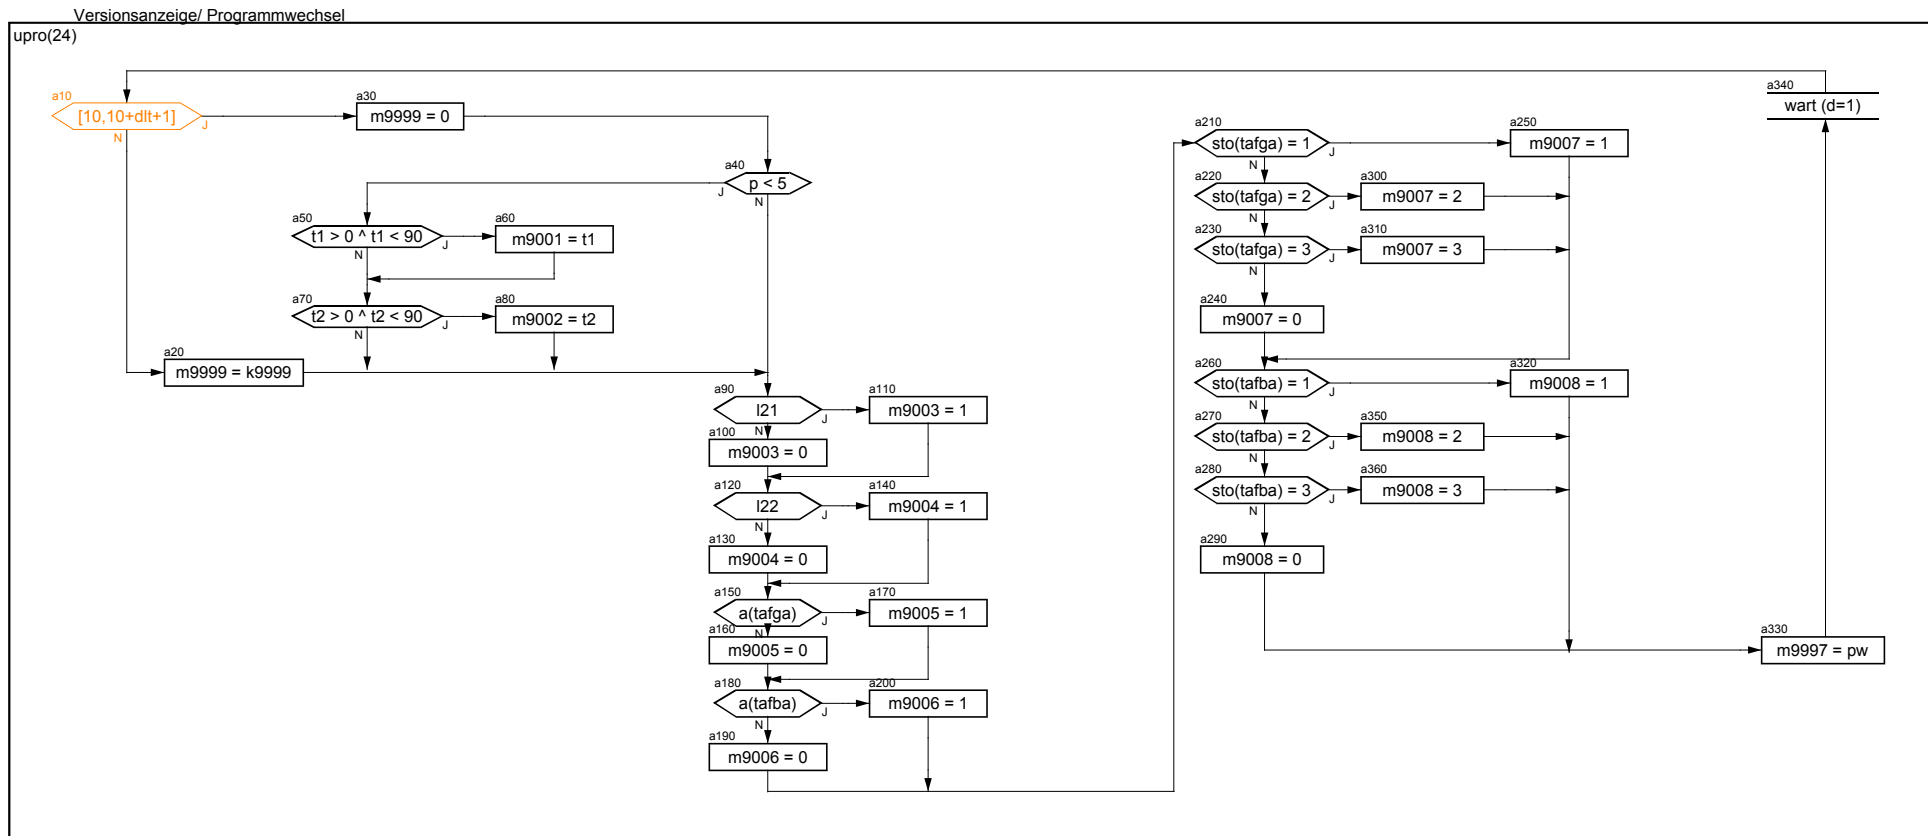 Versionsanzeige/ Programmwechsel
upro(24)
a10
[10,10+dlt+1]
J
N
a30
m9999 = 0
a40
p < 5
J
N
a50
t1 > 0 ^ t1 < 90
J
N
a60
m9001 = t1
a70
t2 > 0 ^ t2 < 90
J
N
a80
m9002 = t2
a20
m9999 = k9999
a90
l21
J
N
a110
m9003 = 1
a100
m9003 = 0
a120
l22
J
N
a140
m9004 = 1
a130
m9004 = 0
a150
a(tafga)
J
N
a170
m9005 = 1
a160
m9005 = 0
a180
a(tafba)
J
N
a200
m9006 = 1
a190
m9006 = 0
a210
sto(tafga) = 1
J
N
a250
m9007 = 1
a220
sto(tafga) = 2
J
N
a300
m9007 = 2
a230
sto(tafga) = 3
J
N
a310
m9007 = 3
a240
m9007 = 0
a260
sto(tafba) = 1
J
N
a320
m9008 = 1
a270
sto(tafba) = 2
J
N
a350
m9008 = 2
a280
sto(tafba) = 3
J
N
a360
m9008 = 3
a290
m9008 = 0
a330
m9997 = pw
a340
wart (d=1)